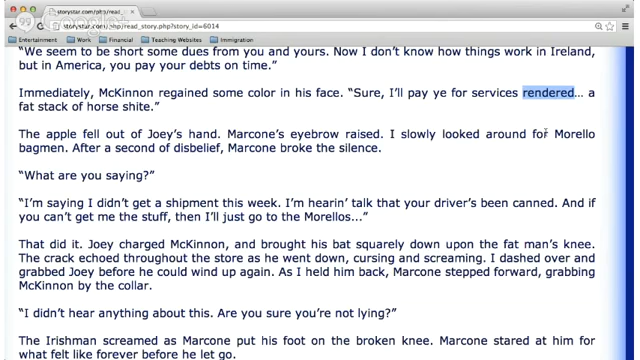 storystar.com/php/read_
www.storystar.com/php/read_story.php?story_id=6014
Entertainment Work Financial Teaching Websites Immigration
"We seem to be short some dues from you and yours. Now I don't know how things work in Ireland,
but in America, you pay your debts on time."
Immediately, McKinnon regained some color in his face. "Sure, I'll pay ye for services rendered… a
fat stack of horse shite."
The apple fell out of Joey's hand. Marcone's eyebrow raised. I slowly looked around for Morello
bagmen. After a second of disbelief, Marcone broke the silence.
"What are you saying?"
"I'm saying I didn't get a shipment this week. I'm hearin' talk that your driver's been canned. And if
you can't get me the stuff, then I'll just go to the Morellos…"
That did it. Joey charged McKinnon, and brought his bat squarely down upon the fat man's knee.
The crack echoed throughout the store as he went down, cursing and screaming. I dashed over and
grabbed Joey before he could wind up again. As I held him back, Marcone stepped forward, grabbing
McKinnon by the collar.
"I didn't hear anything about this. Are you sure you're not lying?"
The Irishman screamed as Marcone put his foot on the broken knee. Marcone stared at him for
what felt like forever before he let go.